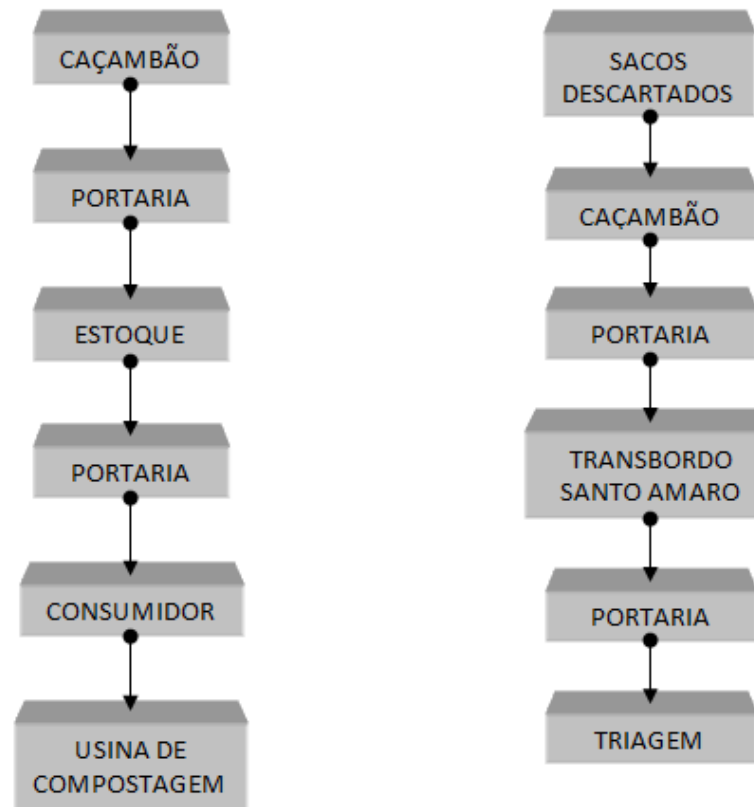 CAÇAMBÃO
PORTARIA
ESTOQUE
PORTARIA
CONSUMIDOR
USINA DE
COMPOSTAGEM
SACOS
DESCARTADOS
CAÇAMBÃO
PORTARIA
TRANSBORDO
SANTO AMARO
PORTARIA
TRIAGEM